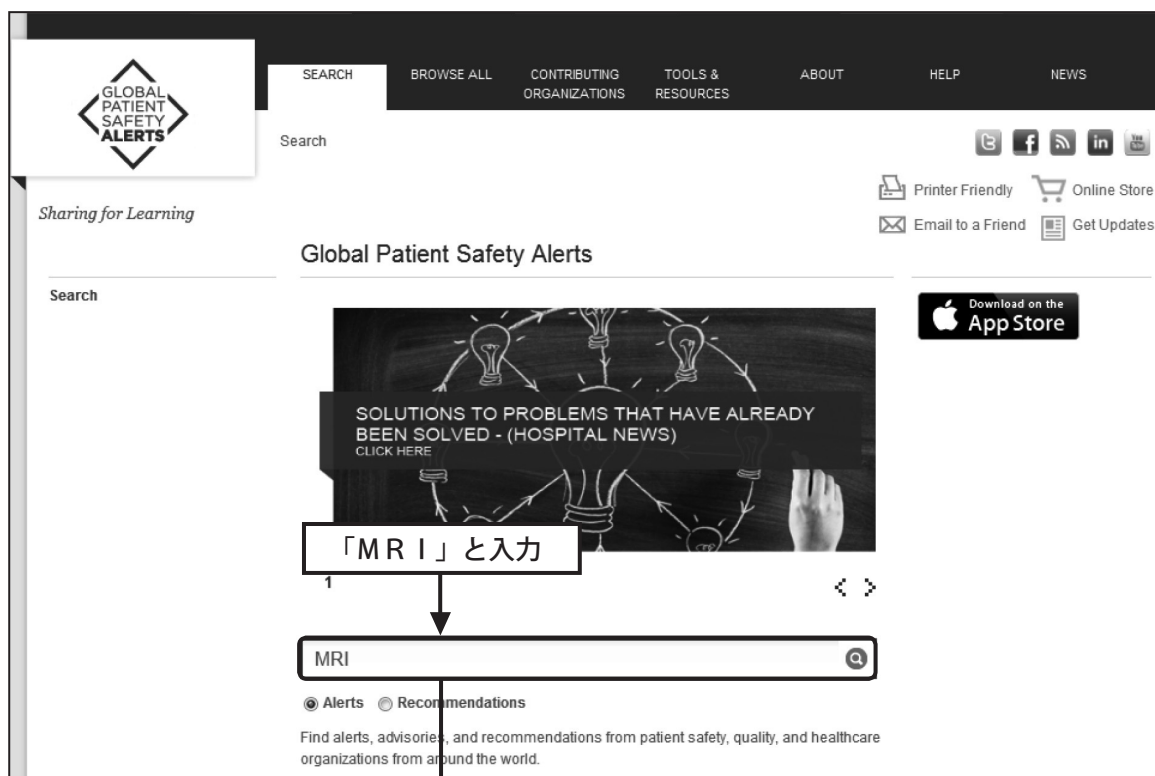 GLOBAL
PATIENT
SAFETY
ALERTS
SEARCH
BROWSE ALL
CONTRIBUTING
ORGANIZATIONS
TOOLS &
RESOURCES
ABOUT
HELP
NEWS
Search
Printer Friendly
Online Store
Sharing for Learning
Email to a Friend
Get Updates
Global Patient Safety Alerts
Search
Download on the
App Store
SOLUTIONS TO PROBLEMS THAT HAVE ALREADY
BEEN SOLVED - (HOSPITAL NEWS)
CLICK HERE
「MRI」と入力
1
MRI
Alerts Recommendations
Find alerts, advisories, and recommendations from patient safety, quality, and healthcare
organizations from around the world.